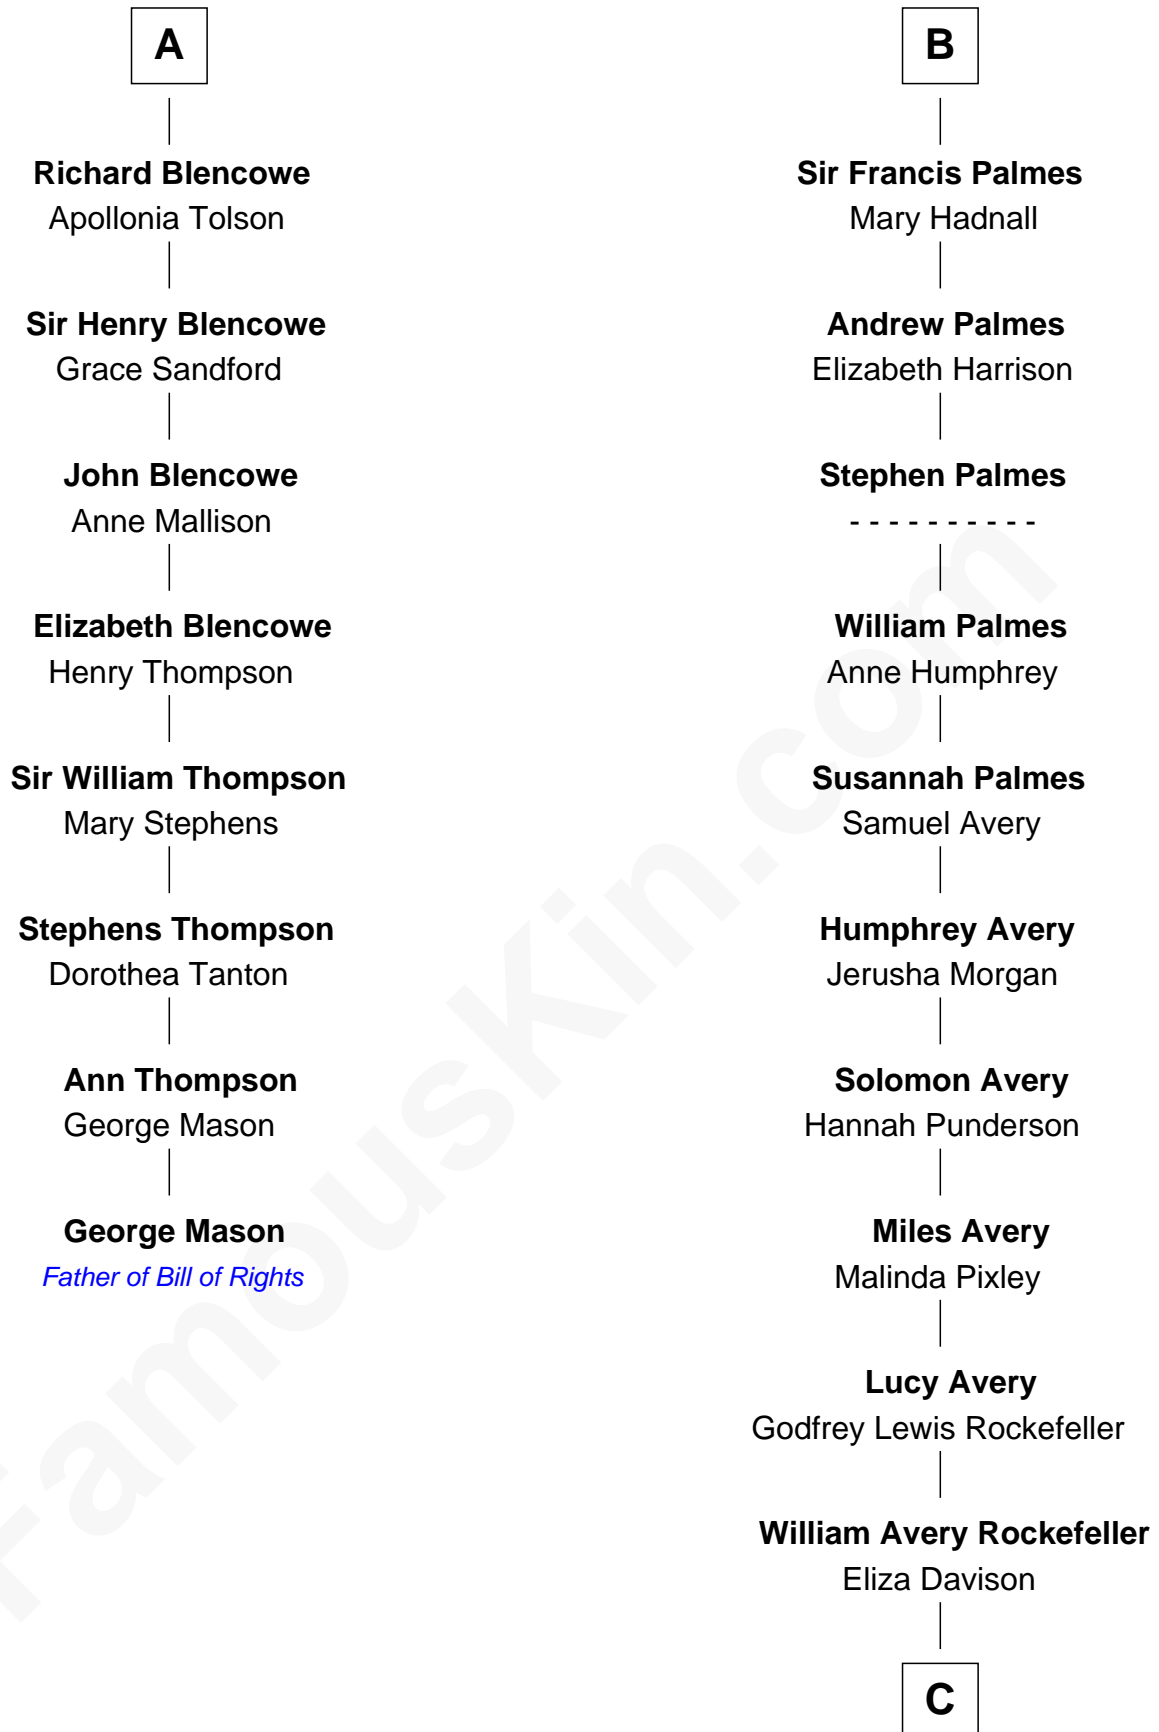 A
Richard Blencowe
Apollonia Tolson
Sir Henry Blencowe
Grace Sandford
John Blencowe
Anne Mallison
Elizabeth Blencowe
Henry Thompson
Sir William Thompson
Mary Stephens
Stephens Thompson
Dorothea Tanton
Ann Thompson
George Mason
George Mason
Father of Bill of Rights
B
Sir Francis Palmes
Mary Hadnall
Andrew Palmes
Elizabeth Harrison
Stephen Palmes
- - - - - - - - - -
William Palmes
Anne Humphrey
Susannah Palmes
Samuel Avery
Humphrey Avery
Jerusha Morgan
Solomon Avery
Hannah Punderson
Miles Avery
Malinda Pixley
Lucy Avery
Godfrey Lewis Rockefeller
William Avery Rockefeller
Eliza Davison
C
FamousKin.com